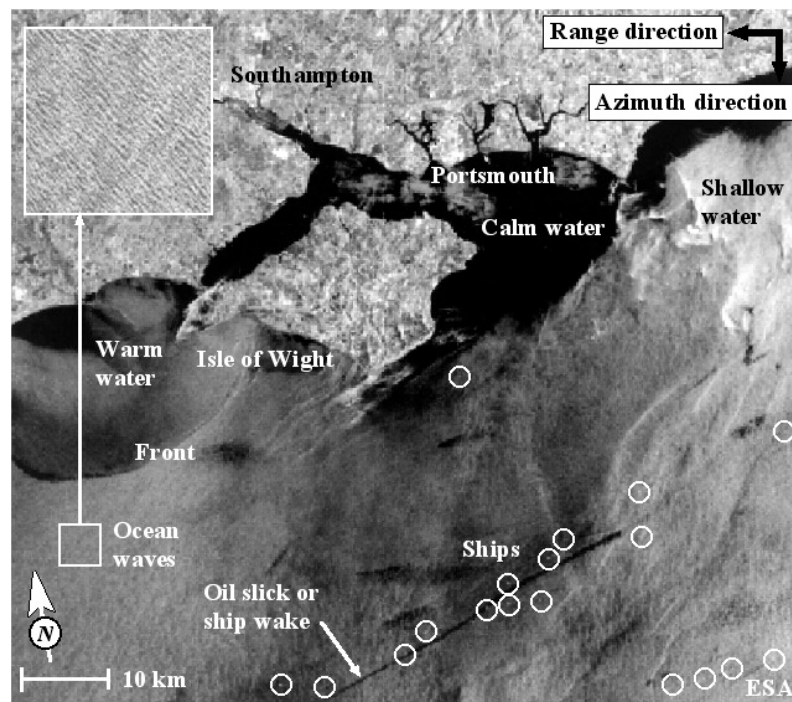 Range direction
Southampton
Azimuth direction
Portsmouth
Shallow
water
Calm water
Warm
water
Isle of Wight
Front
Ocean
waves
Ships
Oil slick or
ship wake
N
10 km
ESA